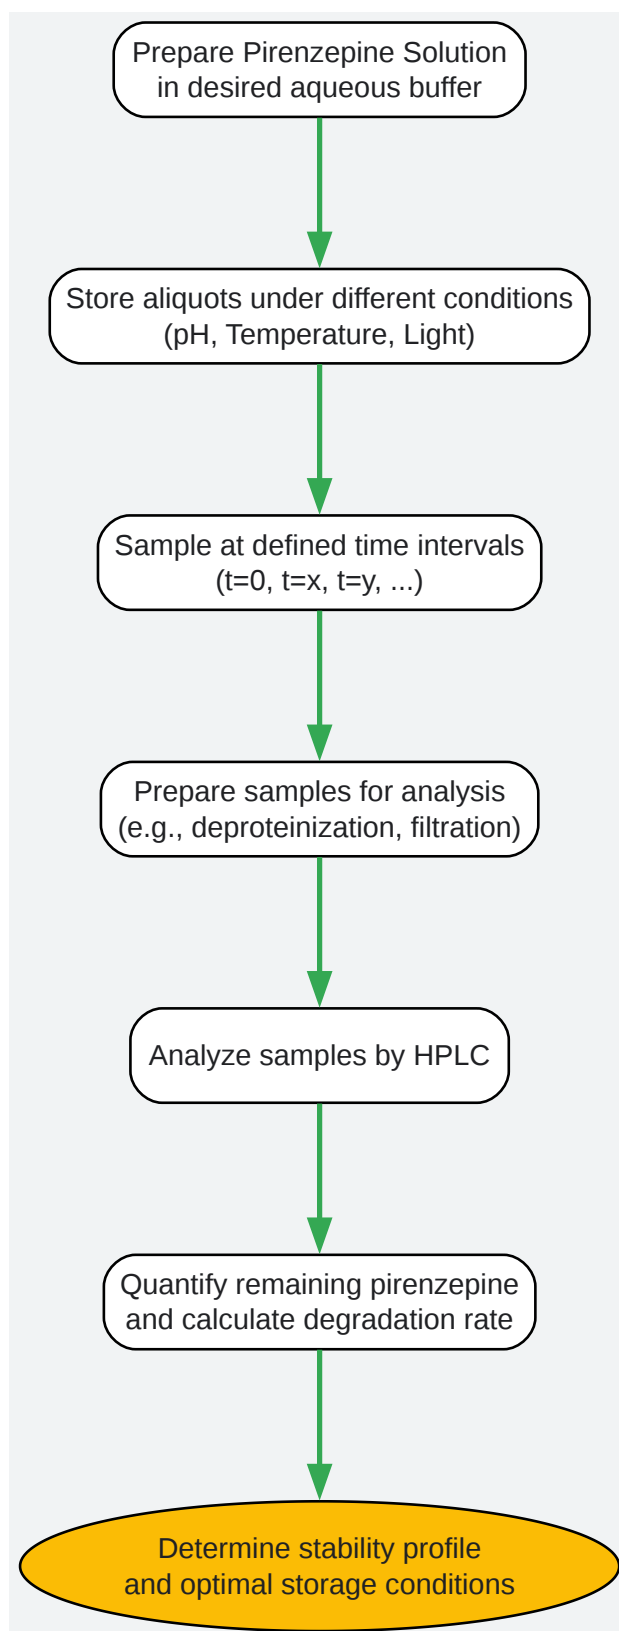 Prepare Pirenzepine Solution
in desired aqueous buffer
Store aliquots under different conditions
(pH, Temperature, Light)
Sample at defined time intervals
(t=0, t=x, t=y, ...)
Prepare samples for analysis
(e.g., deproteinization, filtration)
Analyze samples by HPLC
Quantify remaining pirenzepine
and calculate degradation rate
Determine stability profile
and optimal storage conditions